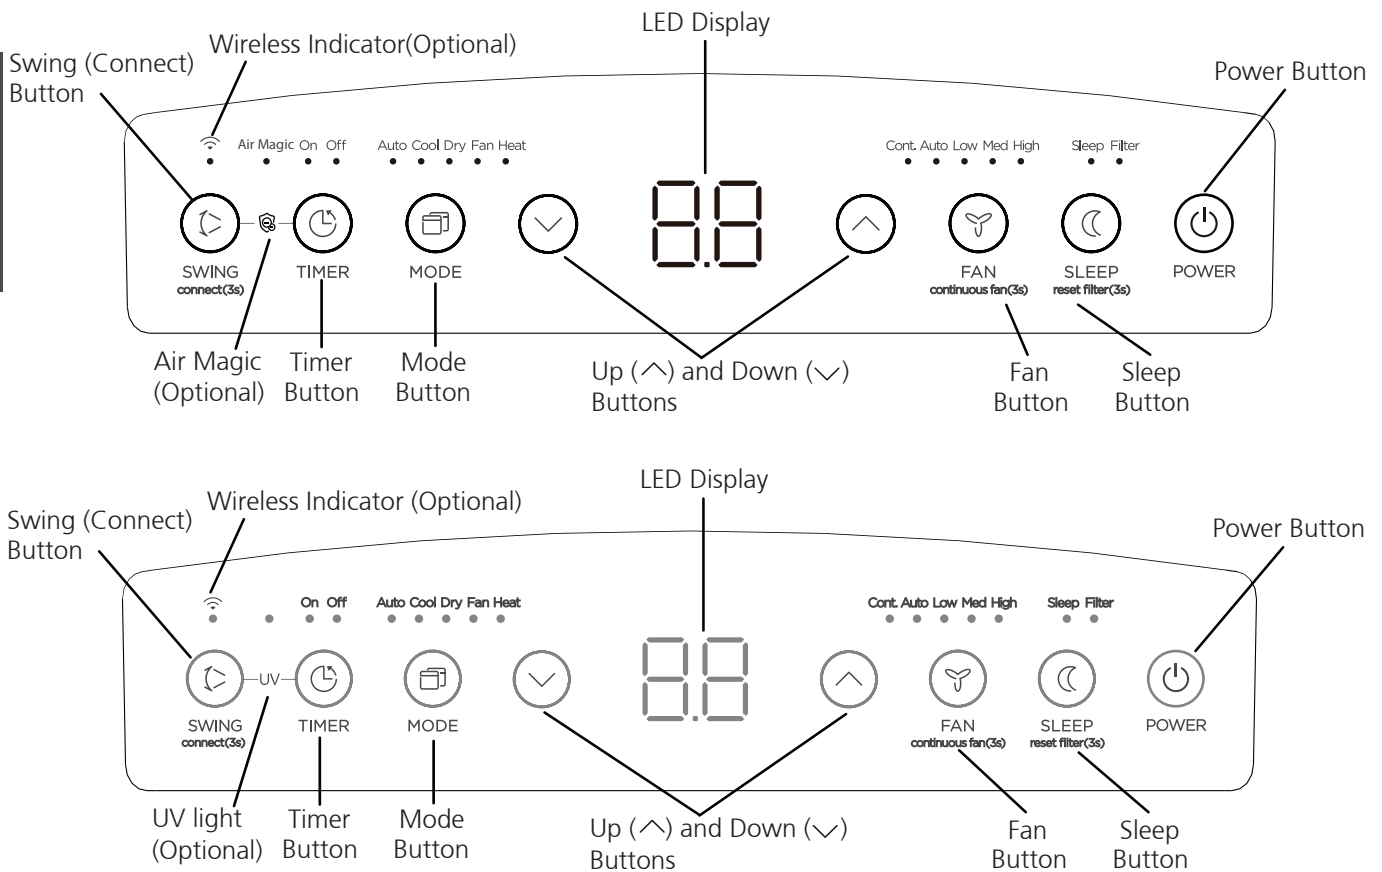 LED Display
Wireless Indicator(Optional)
Swing (Connect)
Button
Power Button
Air Magic On Off
Auto Cool Dry Fan Heat
Cont. Auto Low Med High
Sleep Filter
8.8
SWING
connect(3s)
TIMER
MODE
FAN
continuous fan(3s)
SLEEP
reset filter(3s)
POWER
Air Magic
(Optional)
Timer
Button
Mode
Button
Up (︿) and Down (﹀)
Buttons
Fan
Button
Sleep
Button
LED Display
Wireless Indicator (Optional)
Swing (Connect)
Button
Power Button
On Off
Auto Cool Dry Fan Heat
Cont. Auto Low Med High
Sleep Filter
UV
8.8
SWING
connect(3s)
TIMER
MODE
FAN
continuous fan(3s)
SLEEP
reset filter(3s)
POWER
UV light
(Optional)
Timer
Button
Mode
Button
Up (︿) and Down (﹀)
Buttons
Fan
Button
Sleep
Button